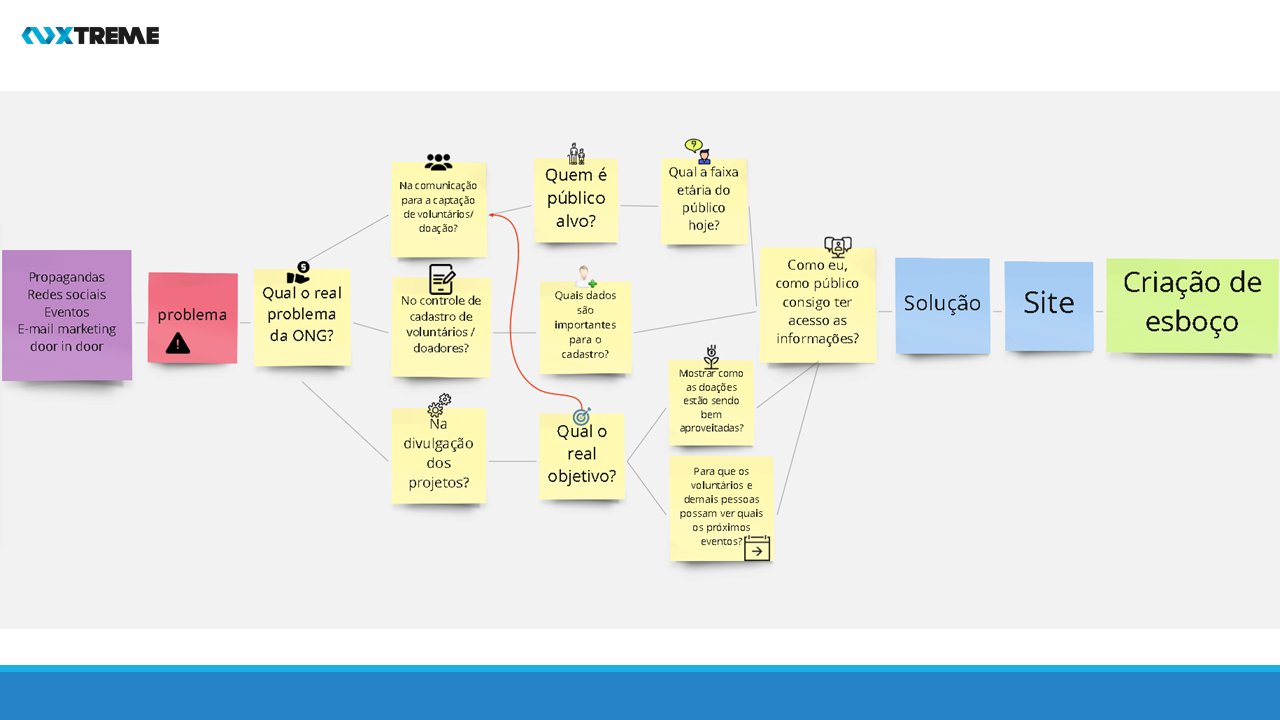 XTREME
Propagandas
Redes sociais
Eventos
E-mail marketing
door in door
problema
Qual o real
problema
da ONG?
Na comunicação
para a captação
de voluntários/
doação?
No controle de
cadastro de
voluntários /
doadores?
Na
divulgação
dos
projetos?
Quem é
público
alvo?
Quais dados
são
importantes
para o
cadastro?
Qual o
real
objetivo?
Qual a faixa
etária do
público
hoje?
Mostrar como
as doações
estão sendo
bem
aproveitadas?
Para que os
voluntários e
demais pessoas
possam ver quais
os próximos
eventos?
Como eu,
como público
consigo ter
acesso as
informações?
Solução
Site
Criação de
esboço